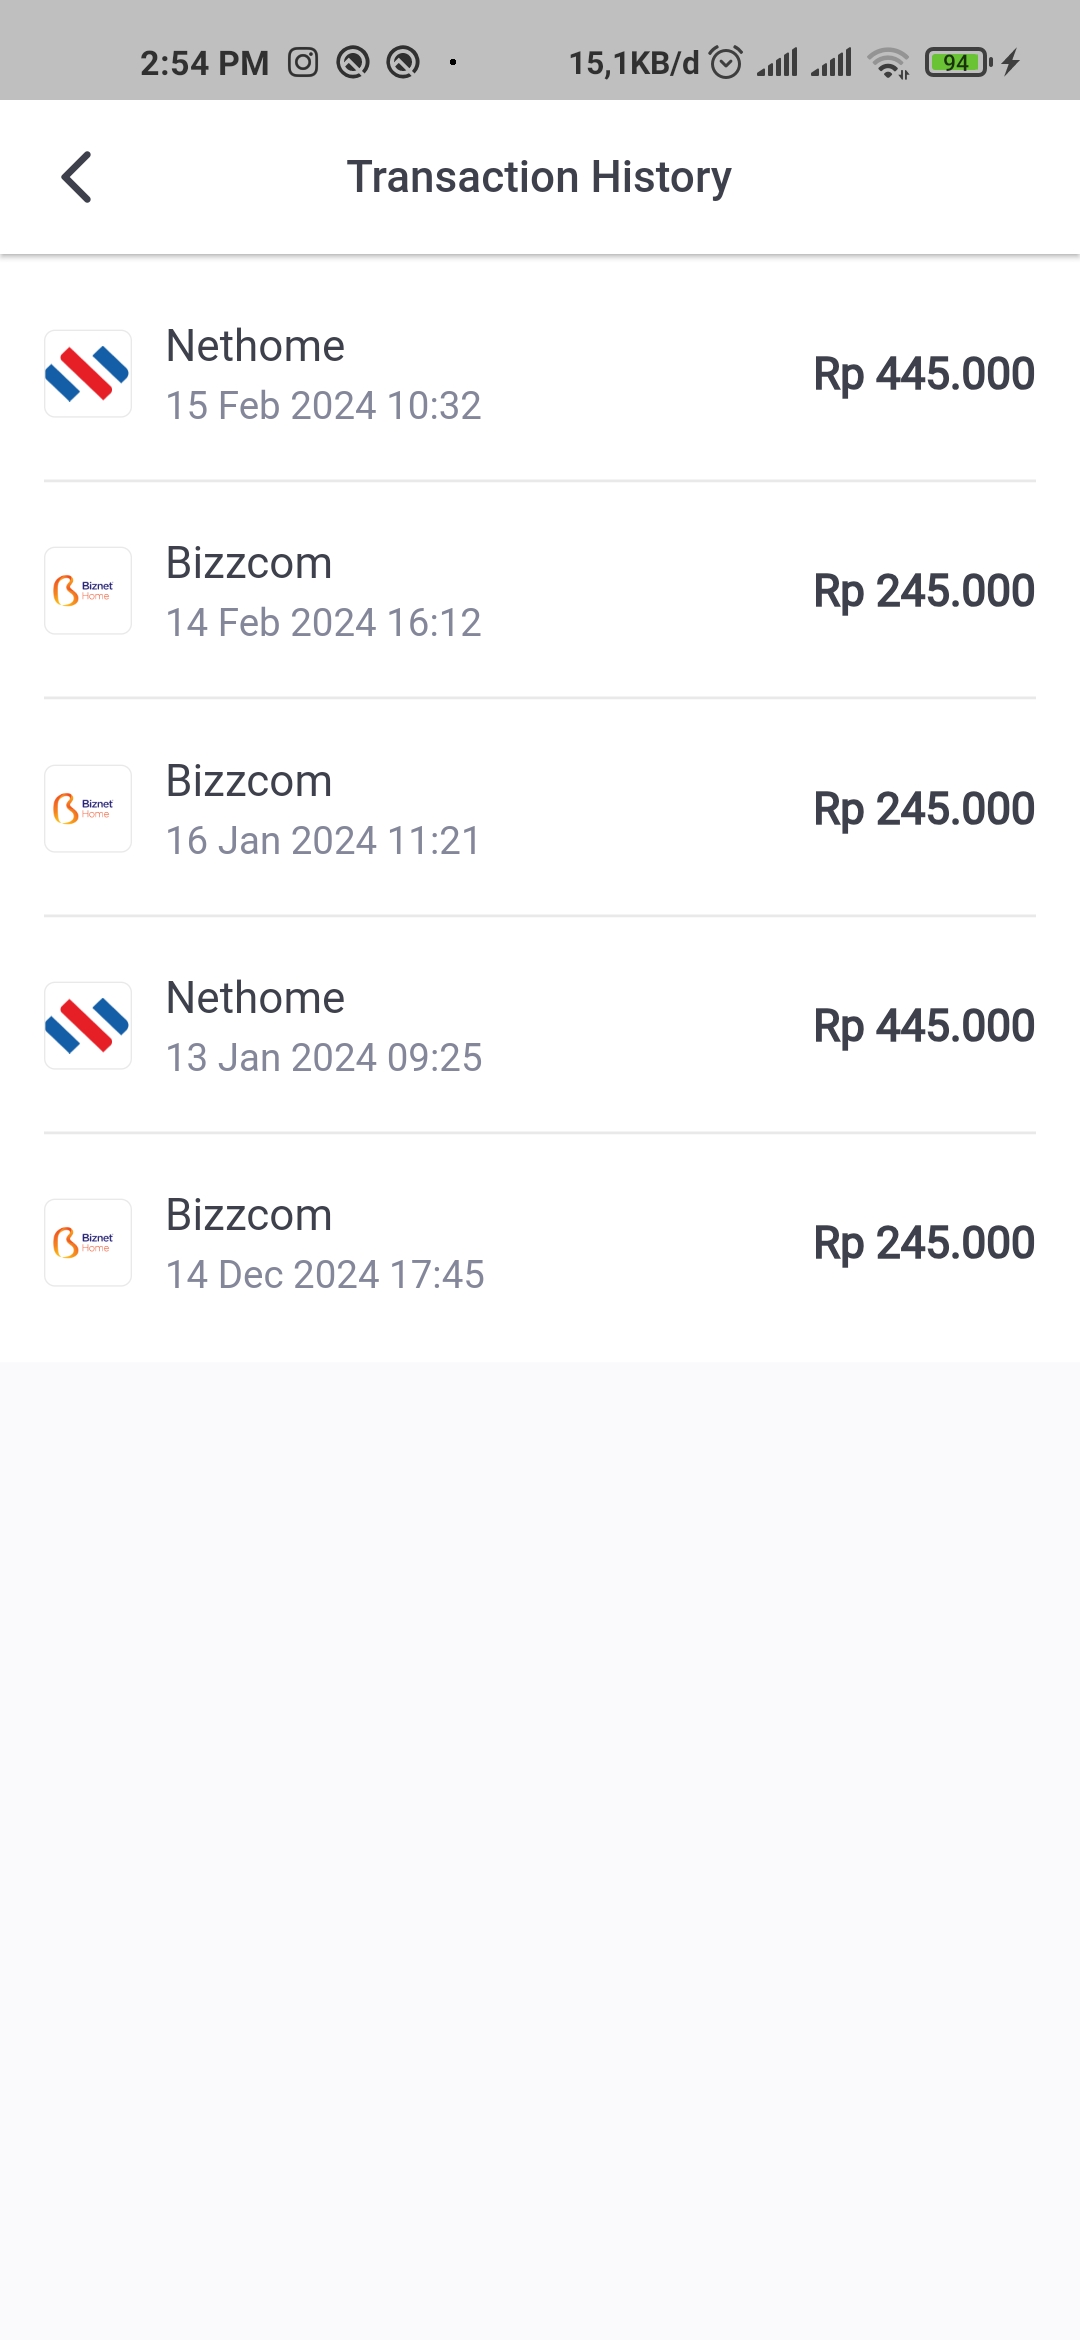 2:54 PM 15,1KB/d 94
Transaction History
Nethome
15 Feb 2024 10:32
Rp 445.000
Biznet
Home
Bizzcom
14 Feb 2024 16:12
Rp 245.000
Biznet
Home
Bizzcom
16 Jan 2024 11:21
Rp 245.000
Nethome
13 Jan 2024 09:25
Rp 445.000
Biznet
Home
Bizzcom
14 Dec 2024 17:45
Rp 245.000